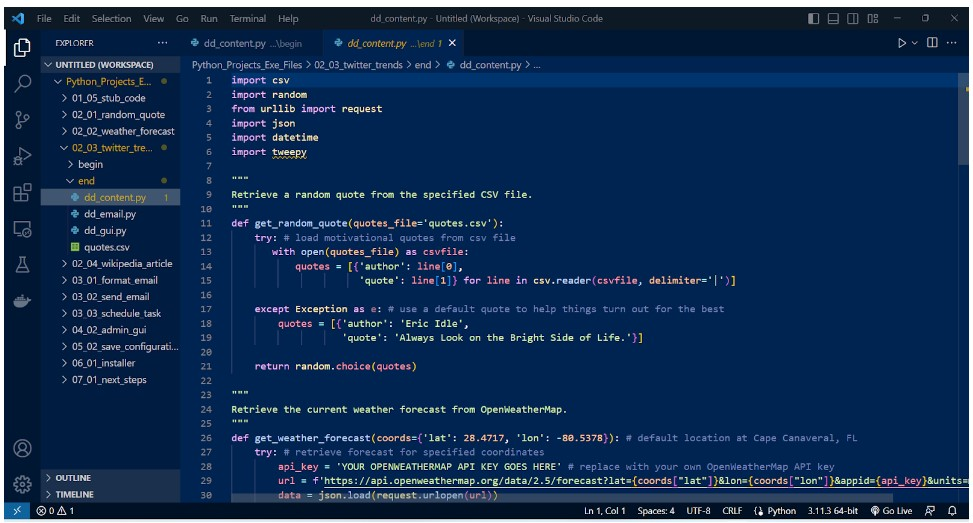 File Edit Selection View Go Run Terminal Help dd_content.py - Untitled (Workspace) - Visual Studio Code
EXPLORER ...
dd_content.py ...\begin
dd_content.py ...\end 1
UNTITLED (WORKSPACE)
Python_Projects_E...
01_05_stub_code
02_01_random_quote
02_02_weather_forecast
02_03_twitter_tre...
begin
end
dd_content.py 1
dd_email.py
dd_gui.py
quotes.csv
02_04_wikipedia_article
03_01_format_email
03_02_send_email
03_03_schedule_task
04_02_admin_gui
05_02_save_configurati...
06_01_installer
07_01_next_steps
OUTLINE
TIMELINE
Python_Projects_Exe_Files > 02_03_twitter_trends > end > dd_content.py > ...
1 import csv
2 import random
3 from urllib import request
4 import json
5 import datetime
6 import tweepy
7
8 """
9 Retrieve a random quote from the specified CSV file.
10 """
11 def get_random_quote(quotes_file='quotes.csv'):
12 try: # load motivational quotes from csv file
13 with open(quotes_file) as csvfile:
14 quotes = [{'author': line[0],
15 'quote': line[1]} for line in csv.reader(csvfile, delimiter='|')]
16
17 except Exception as e: # use a default quote to help things turn out for the best
18 quotes = [{'author': 'Eric Idle',
19 'quote': 'Always Look on the Bright Side of Life.'}]
20
21 return random.choice(quotes)
22
23 """
24 Retrieve the current weather forecast from OpenWeatherMap.
25 """
26 def get_weather_forecast(coords={'lat': 28.4717, 'lon': -80.5378}): # default location at Cape Canaveral, FL
27 try: # retrieve forecast for specified coordinates
28 api_key = 'YOUR OPENWEATHERMAP API KEY GOES HERE' # replace with your own OpenWeatherMap API key
29 url = f'https://api.openweathermap.org/data/2.5/forecast?lat={coords["lat"]}&lon={coords["lon"]}&appid={api_key}&units=
30 data = json.load(request.urlopen(url))
0 1 Ln 1, Col 1 Spaces: 4 UTF-8 CRLF Python 3.11.3 64-bit Go Live